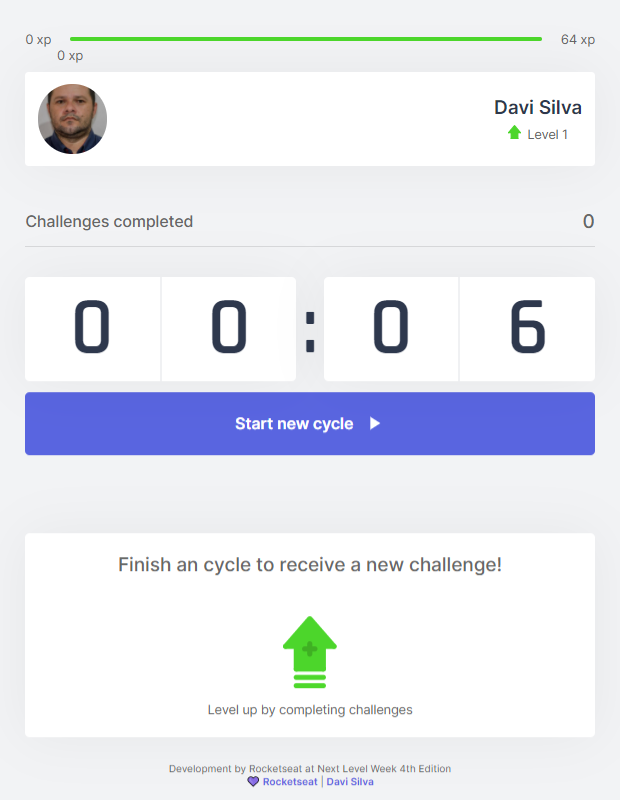 0 xp 64 xp
0 xp
Davi Silva
Level 1
Challenges completed 0
0 0 : 0 6
Start new cycle
Finish an cycle to receive a new challenge!
Level up by completing challenges
Development by Rocketseat at Next Level Week 4th Edition
Rocketseat | Davi Silva